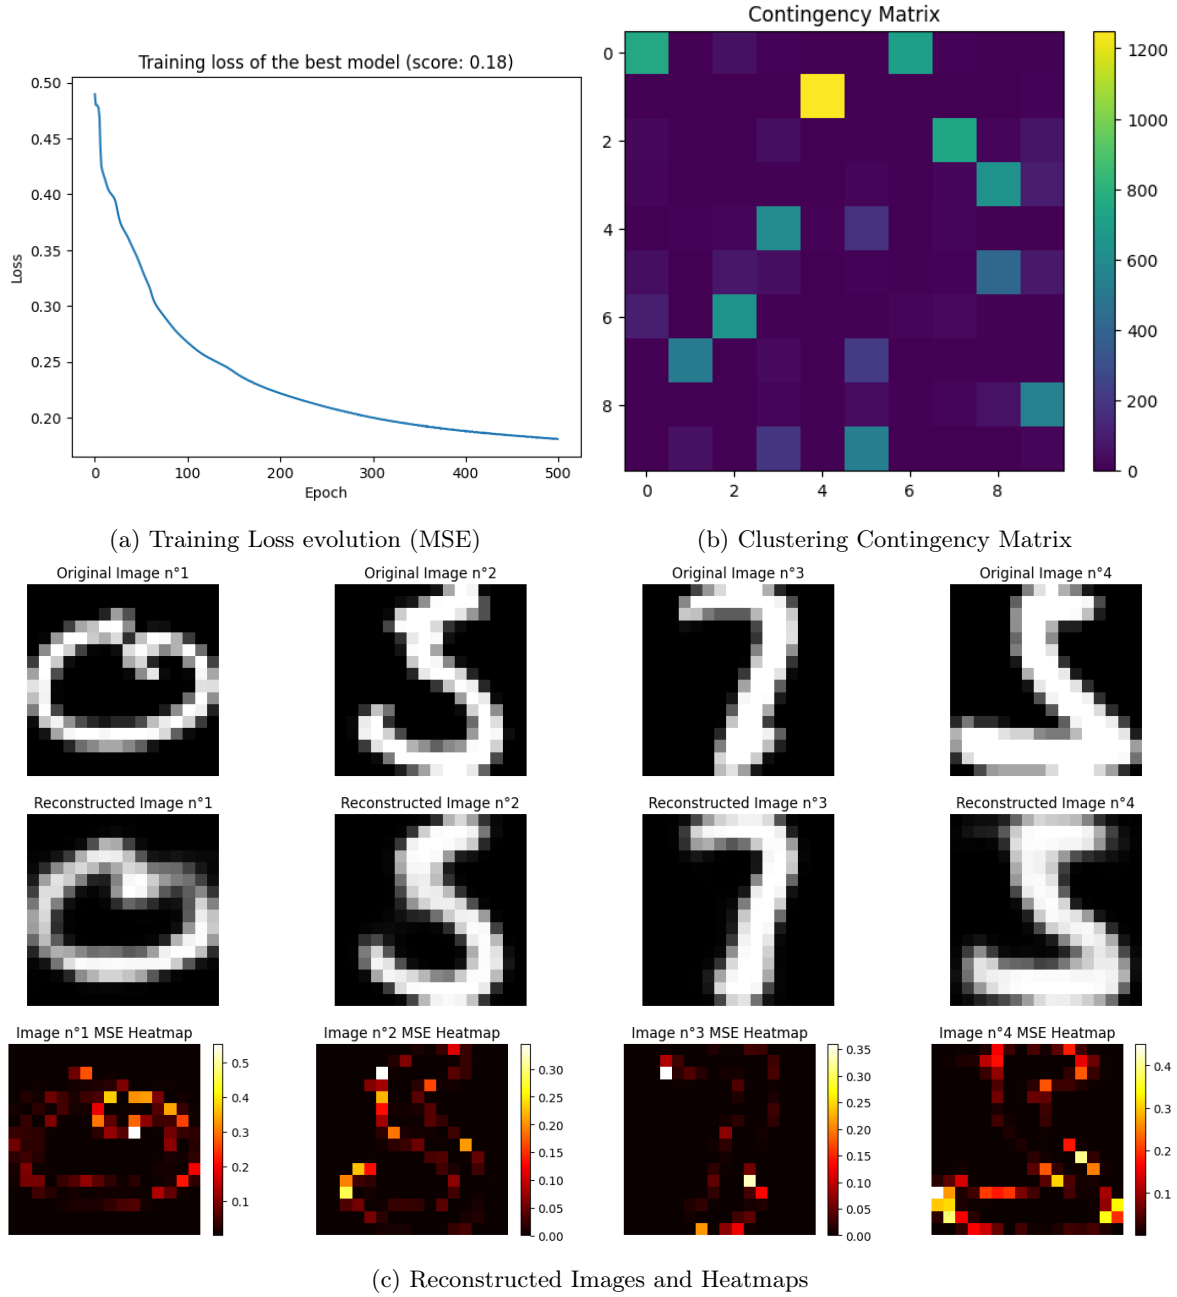 Training loss of the best model (score: 0.18)
0.50
0.45
0.40
0.35
0.30
0.25
0.20
Loss
0 100 200 300 400 500
Epoch
Contingency Matrix
0
2
4
6
8
0 2 4 6 8
1200
1000
800
600
400
200
0
(a) Training Loss evolution (MSE)
(b) Clustering Contingency Matrix
Original Image n°1
Original Image n°2
Original Image n°3
Original Image n°4
Reconstructed Image n°1
Reconstructed Image n°2
Reconstructed Image n°3
Reconstructed Image n°4
Image n°1 MSE Heatmap
0.5
0.4
0.3
0.2
0.1
Image n°2 MSE Heatmap
0.30
0.25
0.20
0.15
0.10
0.05
0.00
Image n°3 MSE Heatmap
0.35
0.30
0.25
0.20
0.15
0.10
0.05
0.00
Image n°4 MSE Heatmap
0.4
0.3
0.2
0.1
(c) Reconstructed Images and Heatmaps